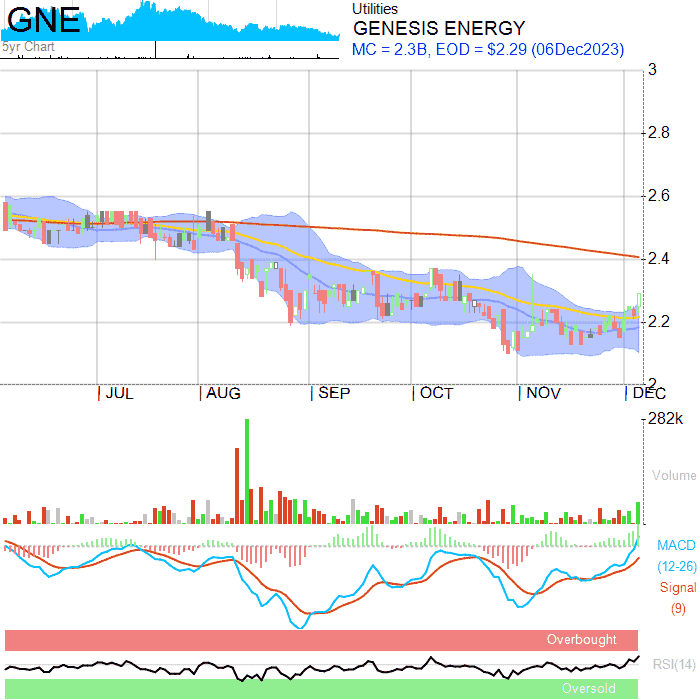 GNE
5yr Chart
Utilities
GENESIS ENERGY
MC = 2.3B, EOD = $2.29 (06Dec2023)
3
2.8
2.6
2.4
2.2
2
JUL
AUG
SEP
OCT
NOV
DEC
282k
Volume
MACD
(12-26)
Signal
(9)
Overbought
RSI(14)
Oversold